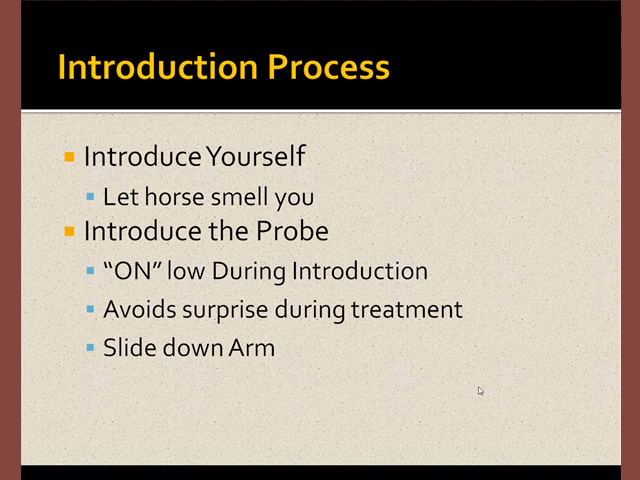 Introduction Process
Introduce Yourself
Let horse smell you
Introduce the Probe
“ON” low During Introduction
Avoids surprise during treatment
Slide down Arm